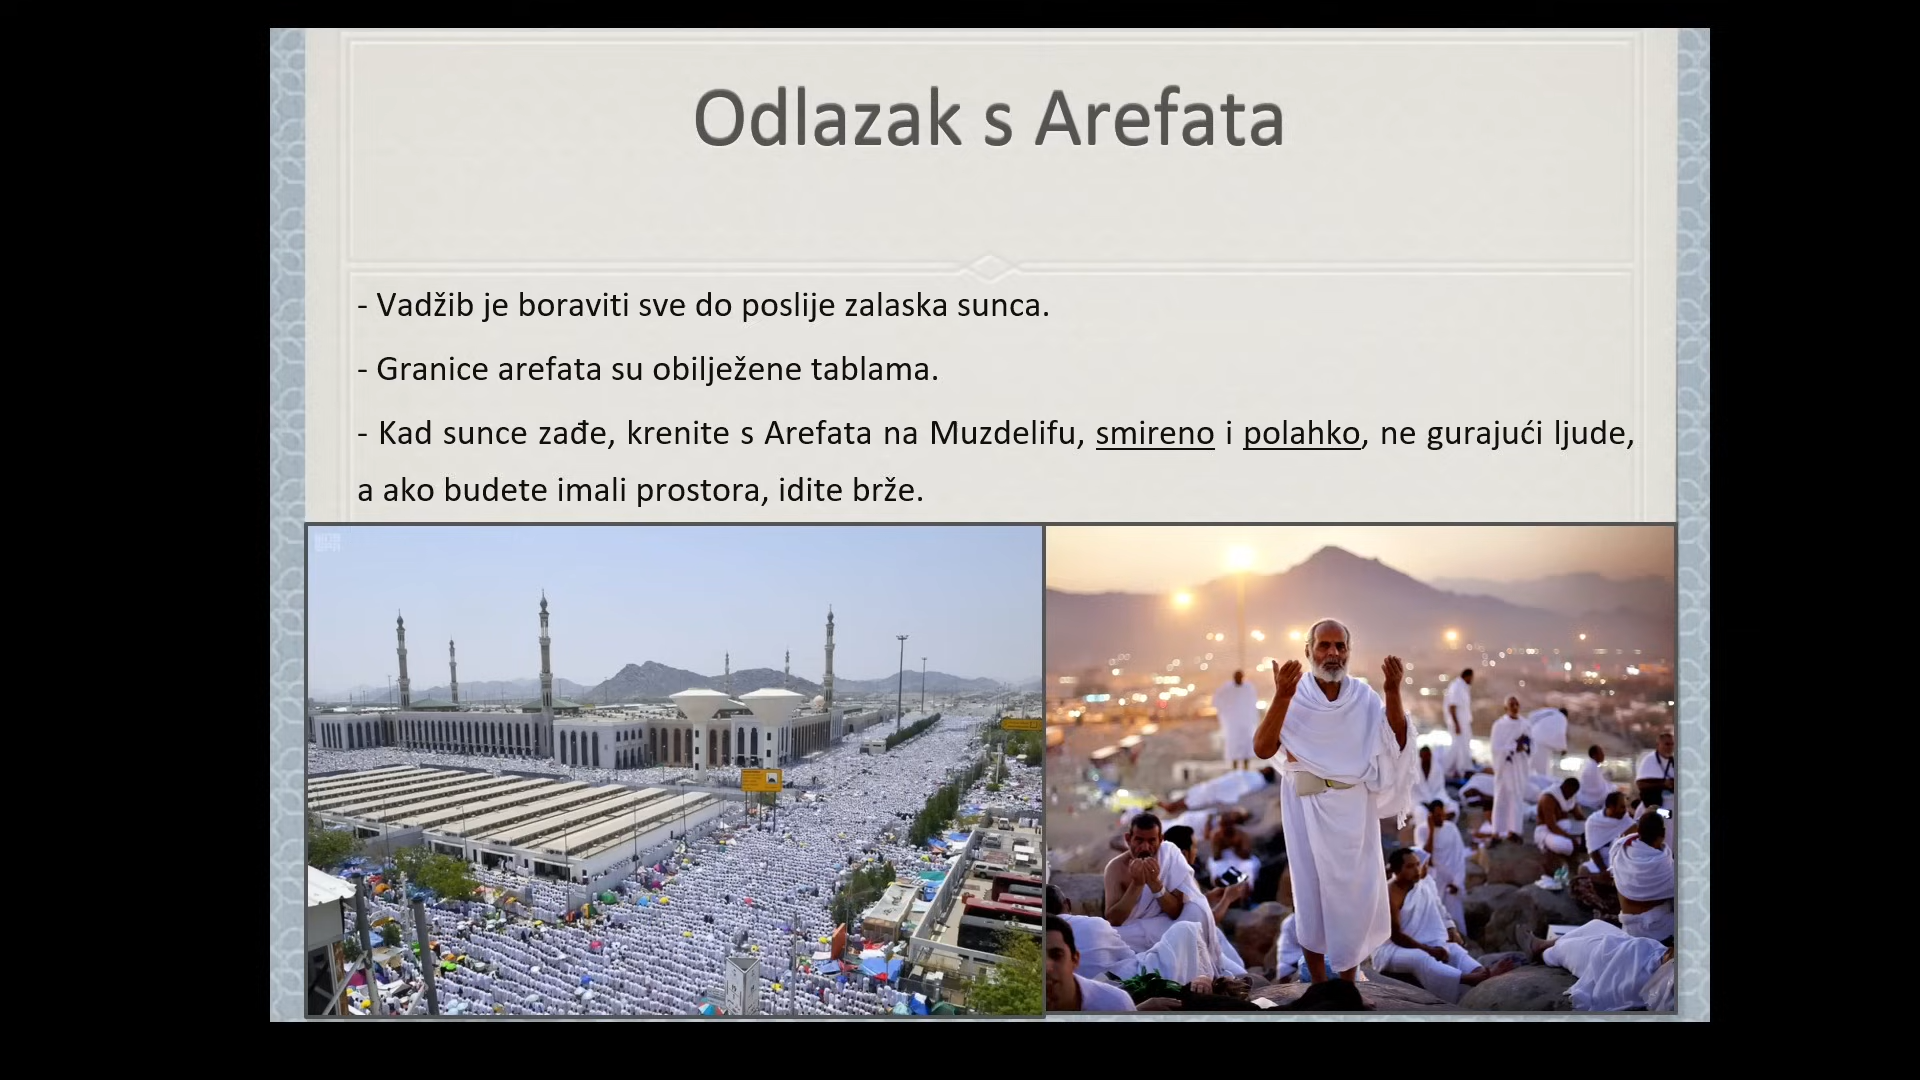 Odlazak s Arefata
- Vadžib je boraviti sve do poslije zalaska sunca.
- Granice arefata su obilježene tablama.
- Kad sunce zađe, krenite s Arefata na Muzdelifu, smireno i polahko, ne gurajući ljude,
a ako budete imali prostora, idite brže.